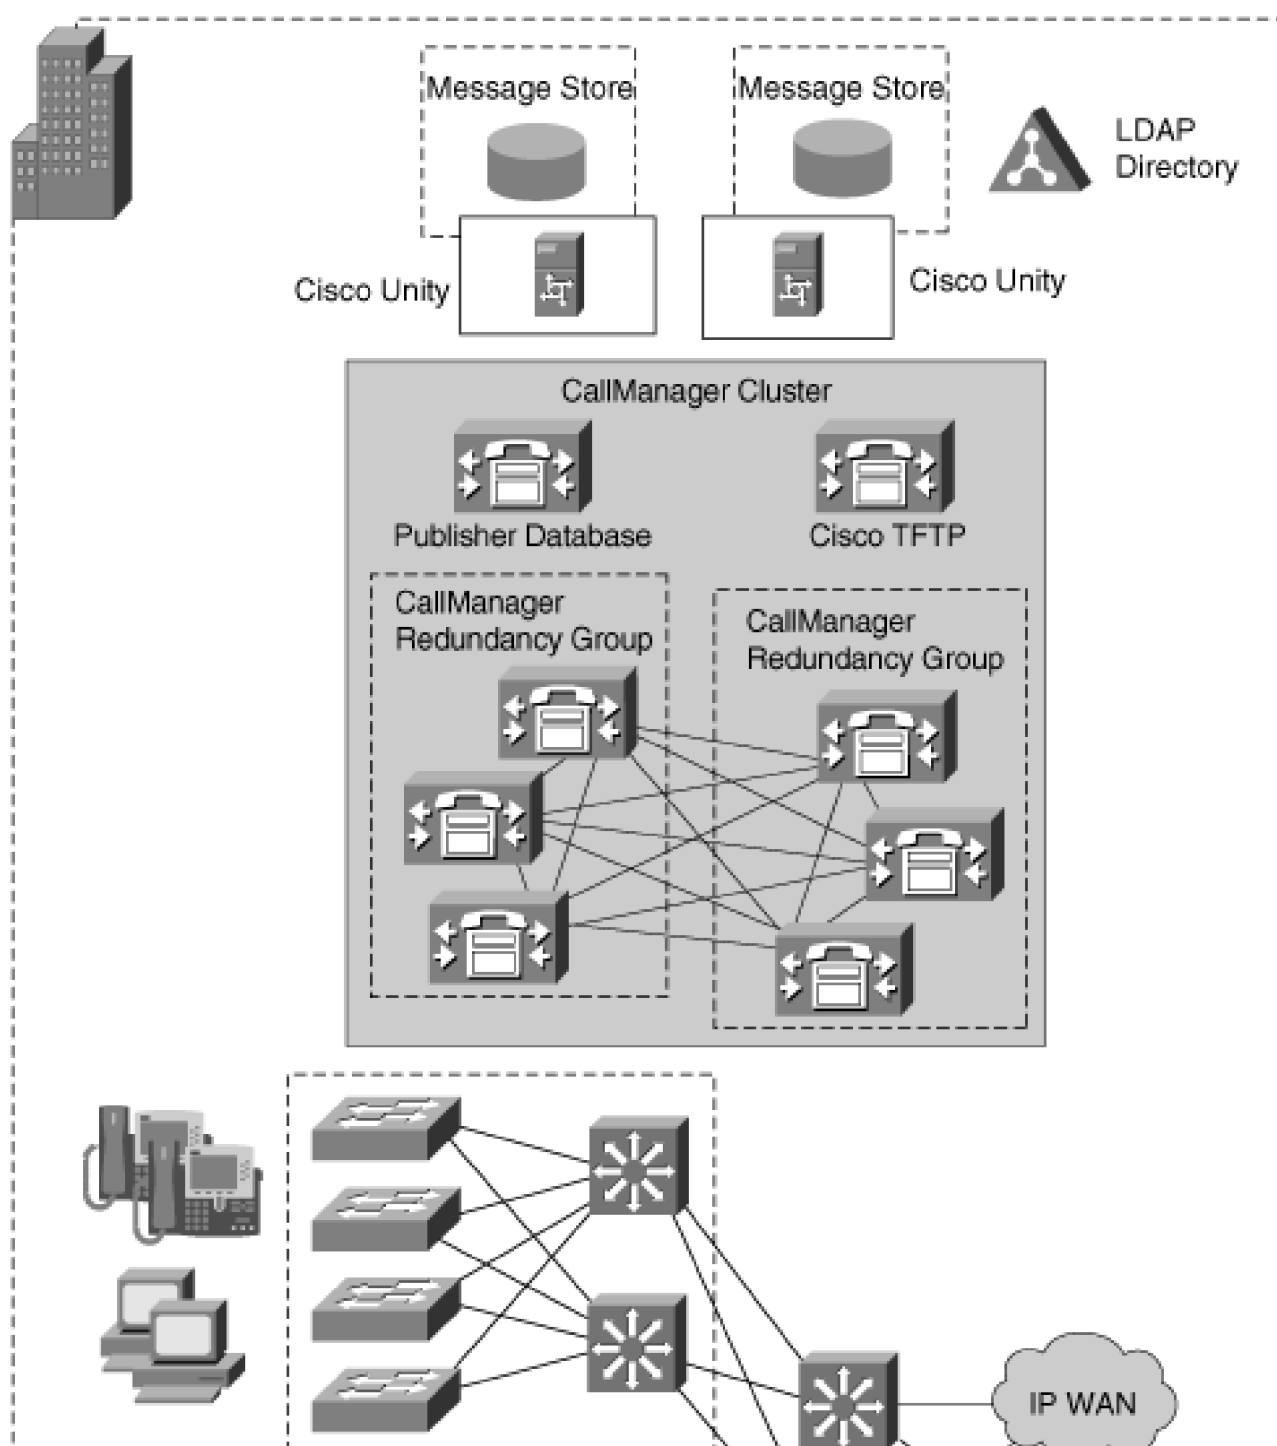 Message Store
Message Store
LDAP
Directory
Cisco Unity
Cisco Unity
CallManager Cluster
Publisher Database
Cisco TFTP
CallManager
Redundancy Group
CallManager
Redundancy Group
IP WAN